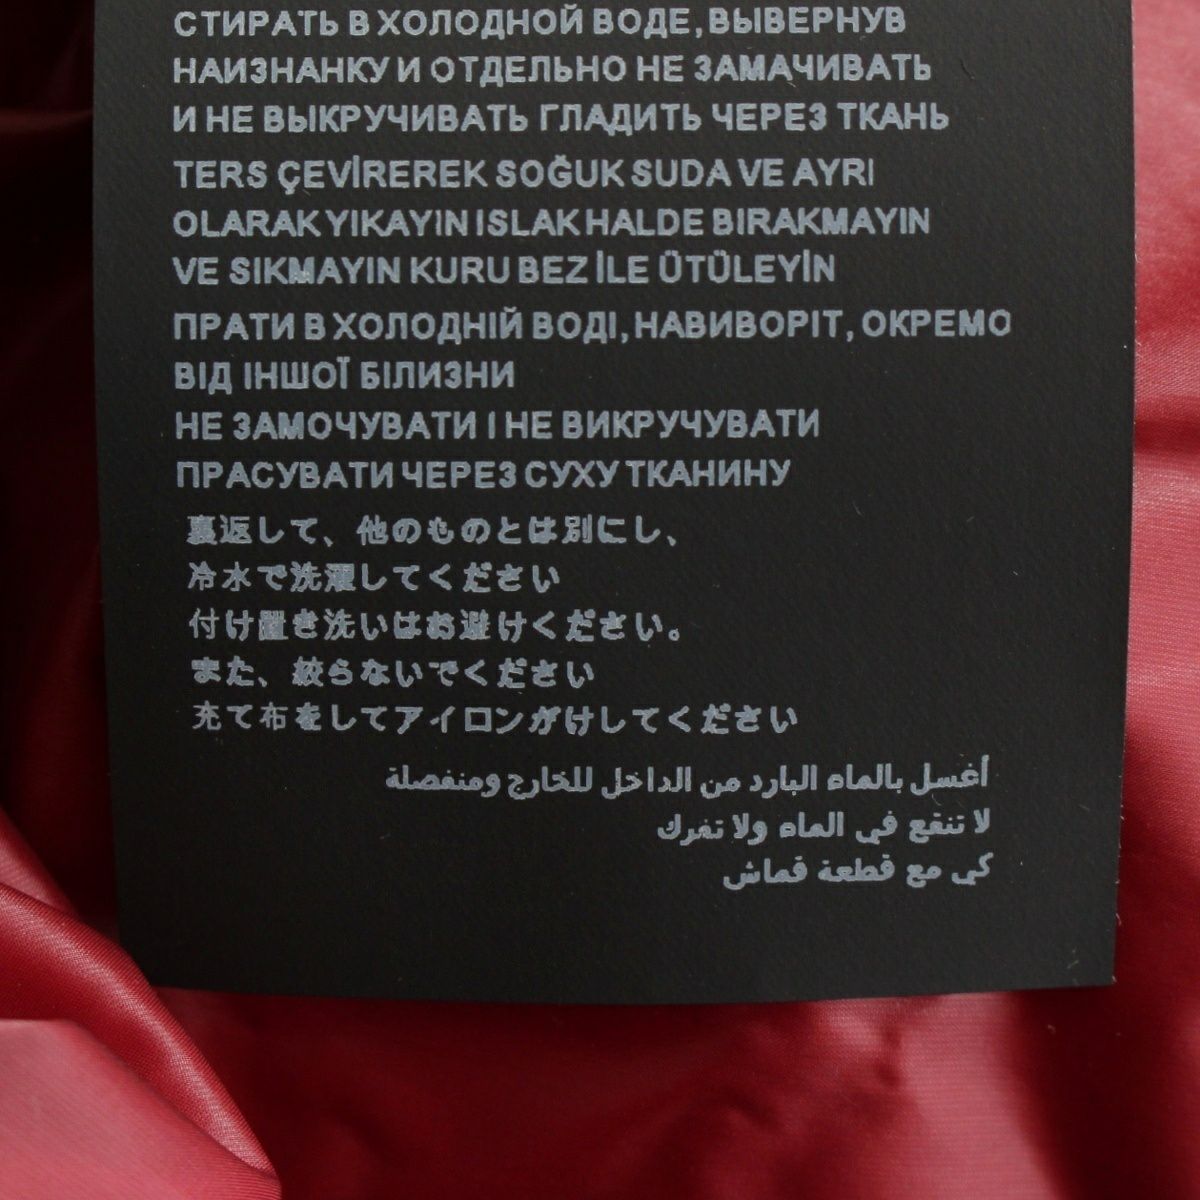 СТИРАТЬ В ХОЛОДНОЙ ВОДЕ, ВЫВЕРНУВ
НАИЗНАНКУ И ОТДЕЛЬНО НЕ ЗАМАЧИВАТЬ
И НЕ ВЫКРУЧИВАТЬ ГЛАДИТЬ ЧЕРЕЗ ТКАНЬ
TERS ÇEVİREREK SOĞUK SUDA VE AYRI
OLARAK YIKAYIN ISLAK HALDE BIRAKMAYIN
VE SIKMAYIN KURU BEZ İLE ÜTÜLEYİN
ПРАТИ В ХОЛОДНІЙ ВОДІ, НАВИВОРІТ, ОКРЕМО
ВІД ІНШОЇ БІЛИЗНИ
НЕ ЗАМОЧУВАТИ І НЕ ВИКРУЧУВАТИ
ПРАСУВАТИ ЧЕРЕЗ СУХУ ТКАНИНУ
裏返して、他のものとは別にし、
冷水で洗濯してください
付け置き洗いはお避けください。
また、絞らないでください
充て布をしてアイロンがけしてください
أغسل بالماء البارد من الداخل للخارج ومنفصلة
لا تنقع في الماء ولا تفرك
كي مع قطعة قماش